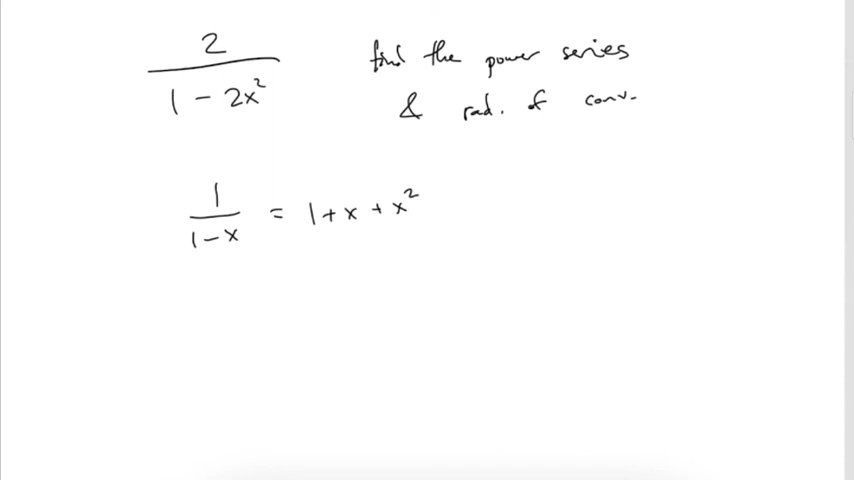 2/(1 - 2x²) find the power series
& rad. of conv.
1/(1-x) = 1 + x + x²